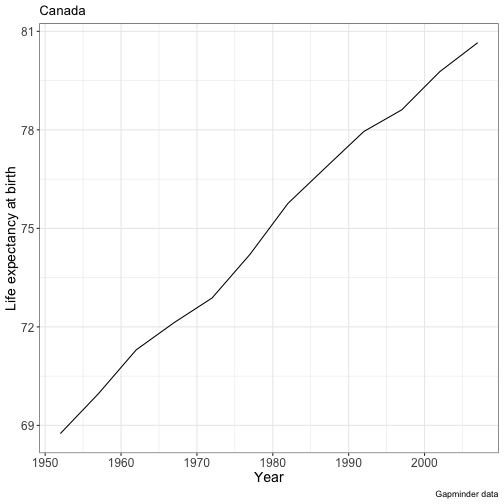 Canada
81
78
75
72
69
Life expectancy at birth
1950 1960 1970 1980 1990 2000
Year
Gapminder data